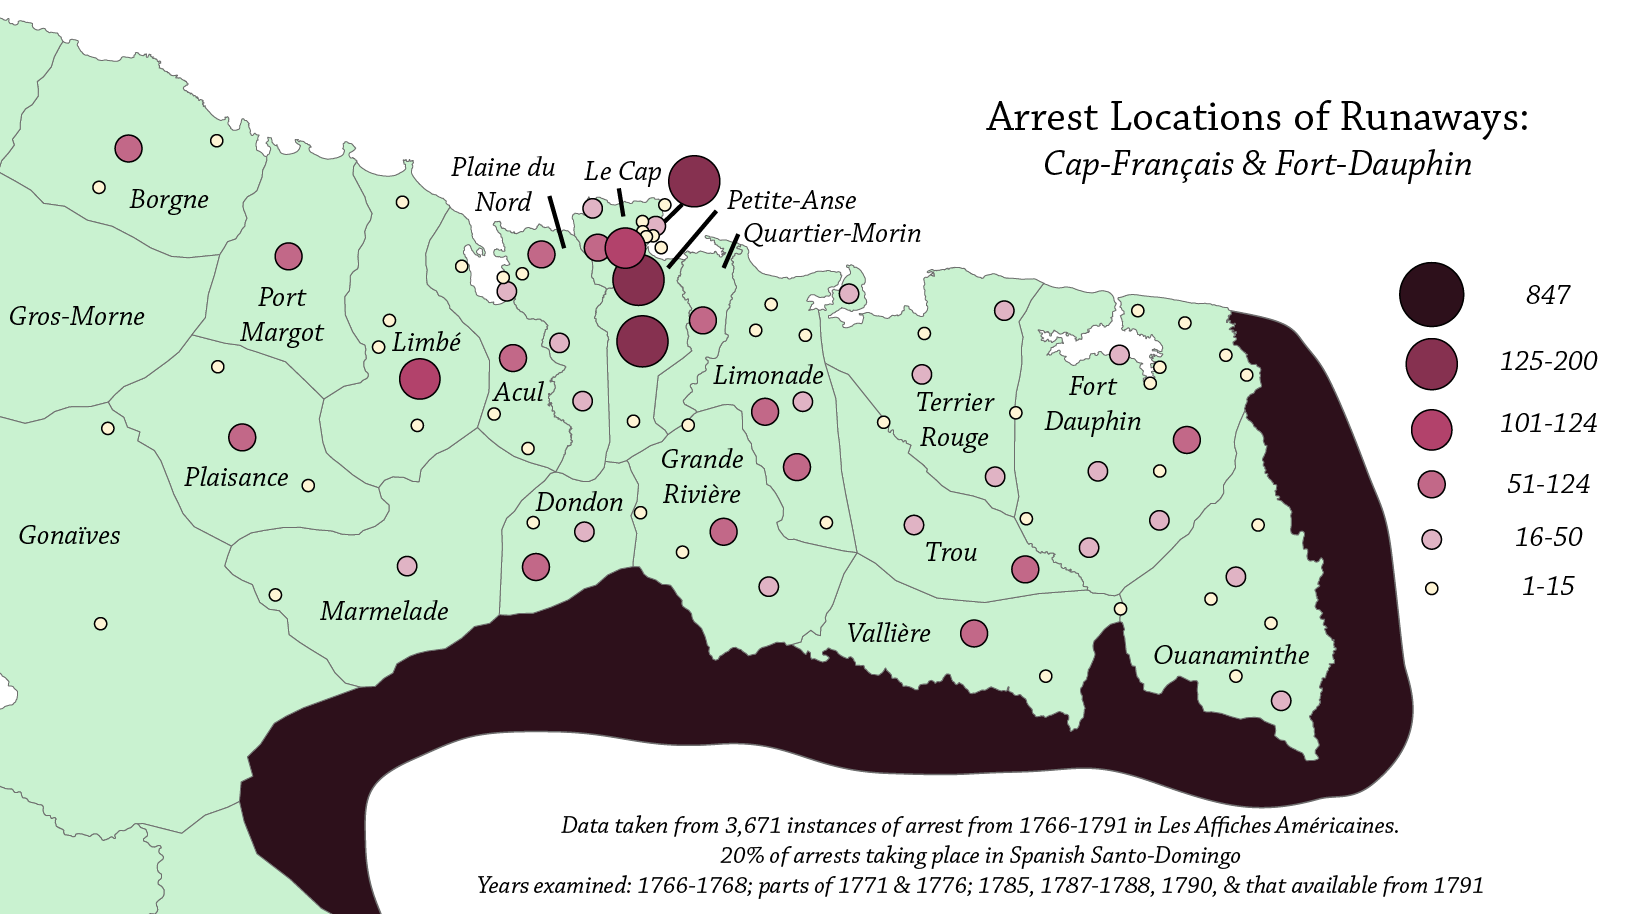 Arrest Locations of Runaways:
Cap-Français & Fort-Dauphin
Plaine du
Nord
Le Cap
Petite-Anse
Quartier-Morin
Borgne
Port
Margot
Gros-Morne
Limbé
Acul
Limonade
Terrier
Rouge
Fort
Dauphin
Plaisance
Grande
Rivière
Dondon
Gonaïves
Trou
Marmelade
Vallière
Ouanaminthe
847
125-200
101-124
51-124
16-50
1-15
Data taken from 3,671 instances of arrest from 1766-1791 in Les Affiches Américaines.
20% of arrests taking place in Spanish Santo-Domingo
Years examined: 1766-1768; parts of 1771 & 1776; 1785, 1787-1788, 1790, & that available from 1791